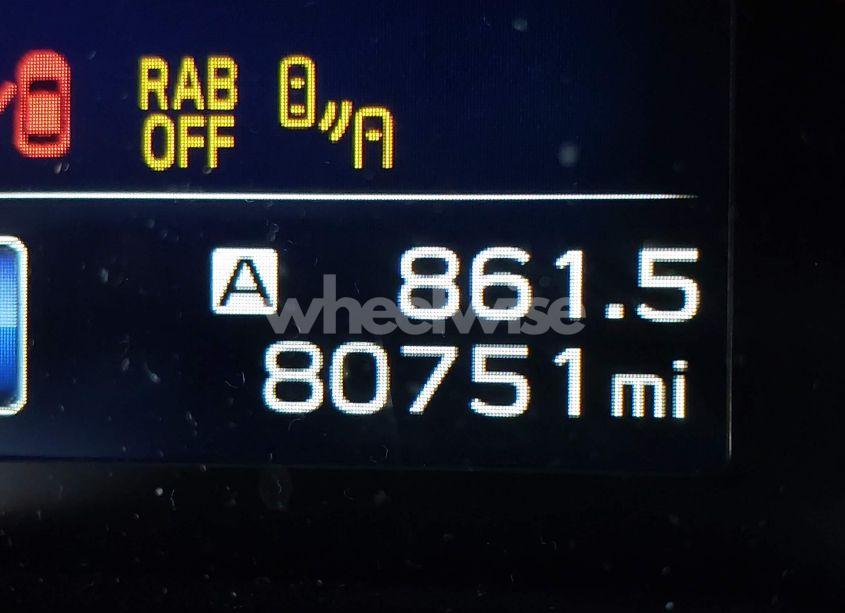 RAB
OFF
A 861.5
wheelwise
80751 mi